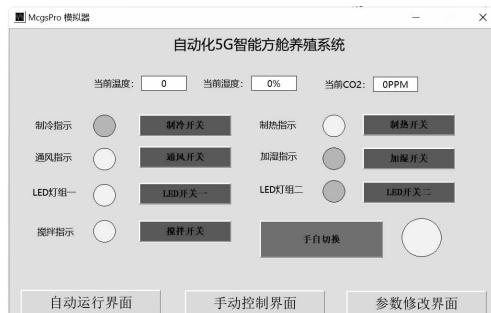 McgsPro 模拟器
自动化5G智能方舱养殖系统
当前温度： 0 当前湿度： 0% 当前CO2： 0PPM
制冷指示 制冷开关 制热指示 制热开关
通风指示 通风开关 加湿指示 加湿开关
LED灯组一 LED开关一 LED灯组二 LED开关二
搅拌指示 搅拌开关 手自切换
自动运行界面 手动控制界面 参数修改界面